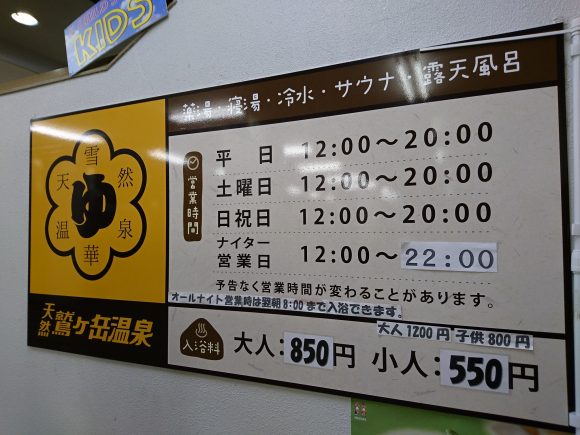 KIDS
薬湯・寝湯・冷水・サウナ・露天風呂
雪
天 然
ゆ
温 泉
華
天然鷲ヶ岳温泉
営業時間
平 日 12:00〜20:00
土曜日 12:00〜20:00
日祝日 12:00〜20:00
ナイター
営業日 12:00〜22:00
予告なく営業時間が変わることがあります。
オールナイト営業時は翌朝8:00まで入浴できます。
大人1200円 子供800円
入浴料 大人:850円 小人:550円